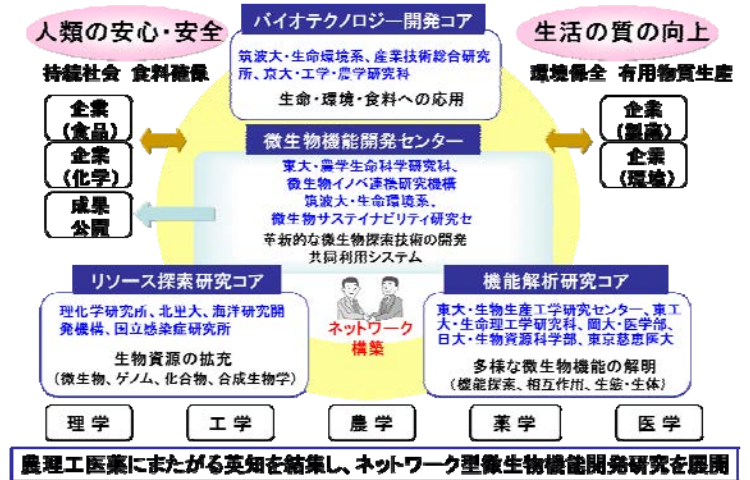 人類の安心・安全
持続社会 食料確保
企業
(食品)
企業
(化学)
成果
公開
バイオテクノロジー開発コア
筑波大・生命環境系、産業技術総合研究
所、京大・工学・農学研究科
生命・環境・食料への応用
生活の質の向上
環境保全 有用物質生産
企業
(製薬)
企業
(環境)
微生物機能開発センター
東大・農学生命科学研究科、
微生物イノベ連携研究機構
筑波大・生命環境系、
微生物サステイナビリティ研究セ
革新的な微生物探索技術の開発
共同利用システム
リソース探索研究コア
理化学研究所、北里大、海洋研究開
発機構、国立感染症研究所
生物資源の拡充
(微生物、ゲノム、化合物、合成生物学)
ネットワーク
構築
機能解析研究コア
東大・生物生産工学研究センター、東工
大・生命理工学研究科、岡大・医学部、
日大・生物資源科学部、東京慈恵医大
多様な微生物機能の解明
(機能探索、相互作用、生態・生体)
理学
工学
農学
薬学
医学
農理工医薬にまたがる英知を結集し、ネットワーク型微生物機能開発研究を展開